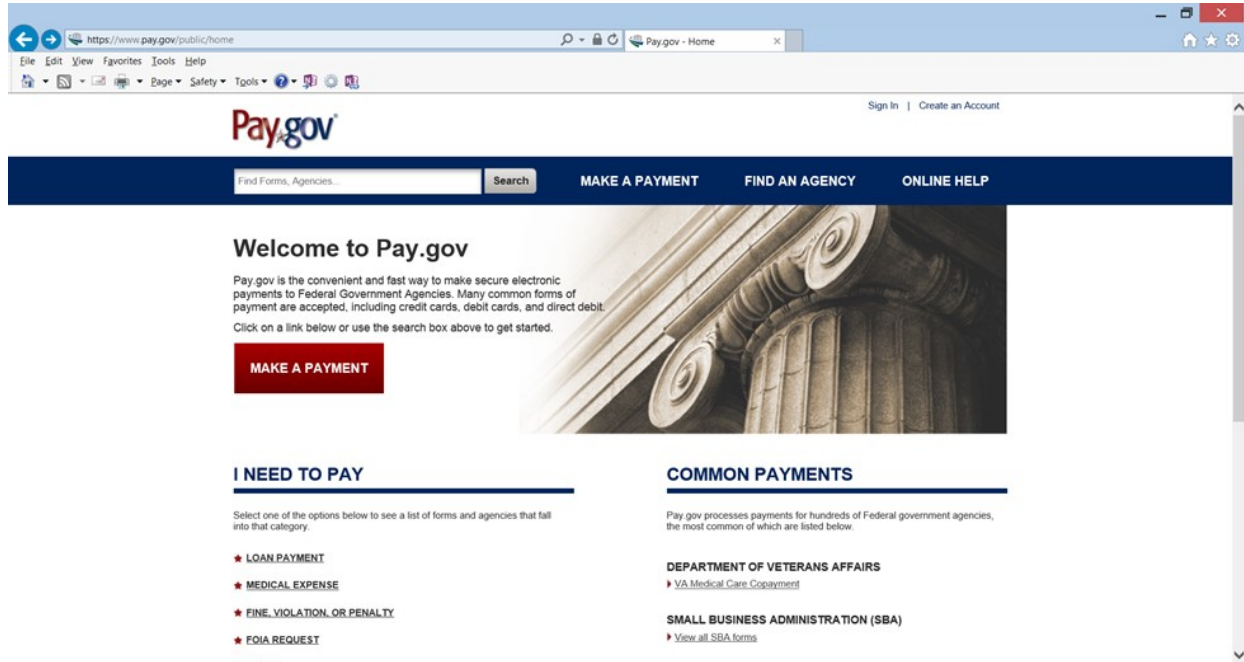 https://www.pay.gov/public/home
Pay.gov - Home
File Edit View Favorites Tools Help
Page Safety Tools
Sign In | Create an Account
Pay.gov
Find Forms, Agencies...
Search
MAKE A PAYMENT
FIND AN AGENCY
ONLINE HELP
Welcome to Pay.gov
Pay.gov is the convenient and fast way to make secure electronic
payments to Federal Government Agencies. Many common forms of
payment are accepted, including credit cards, debit cards, and direct debit.
Click on a link below or use the search box above to get started.
MAKE A PAYMENT
I NEED TO PAY
Select one of the options below to see a list of forms and agencies that fall
into that category.
LOAN PAYMENT
MEDICAL EXPENSE
FINE, VIOLATION, OR PENALTY
FOIA REQUEST
COMMON PAYMENTS
Pay.gov processes payments for hundreds of Federal government agencies,
the most common of which are listed below.
DEPARTMENT OF VETERANS AFFAIRS
VA Medical Care Copayment
SMALL BUSINESS ADMINISTRATION (SBA)
View all SBA forms